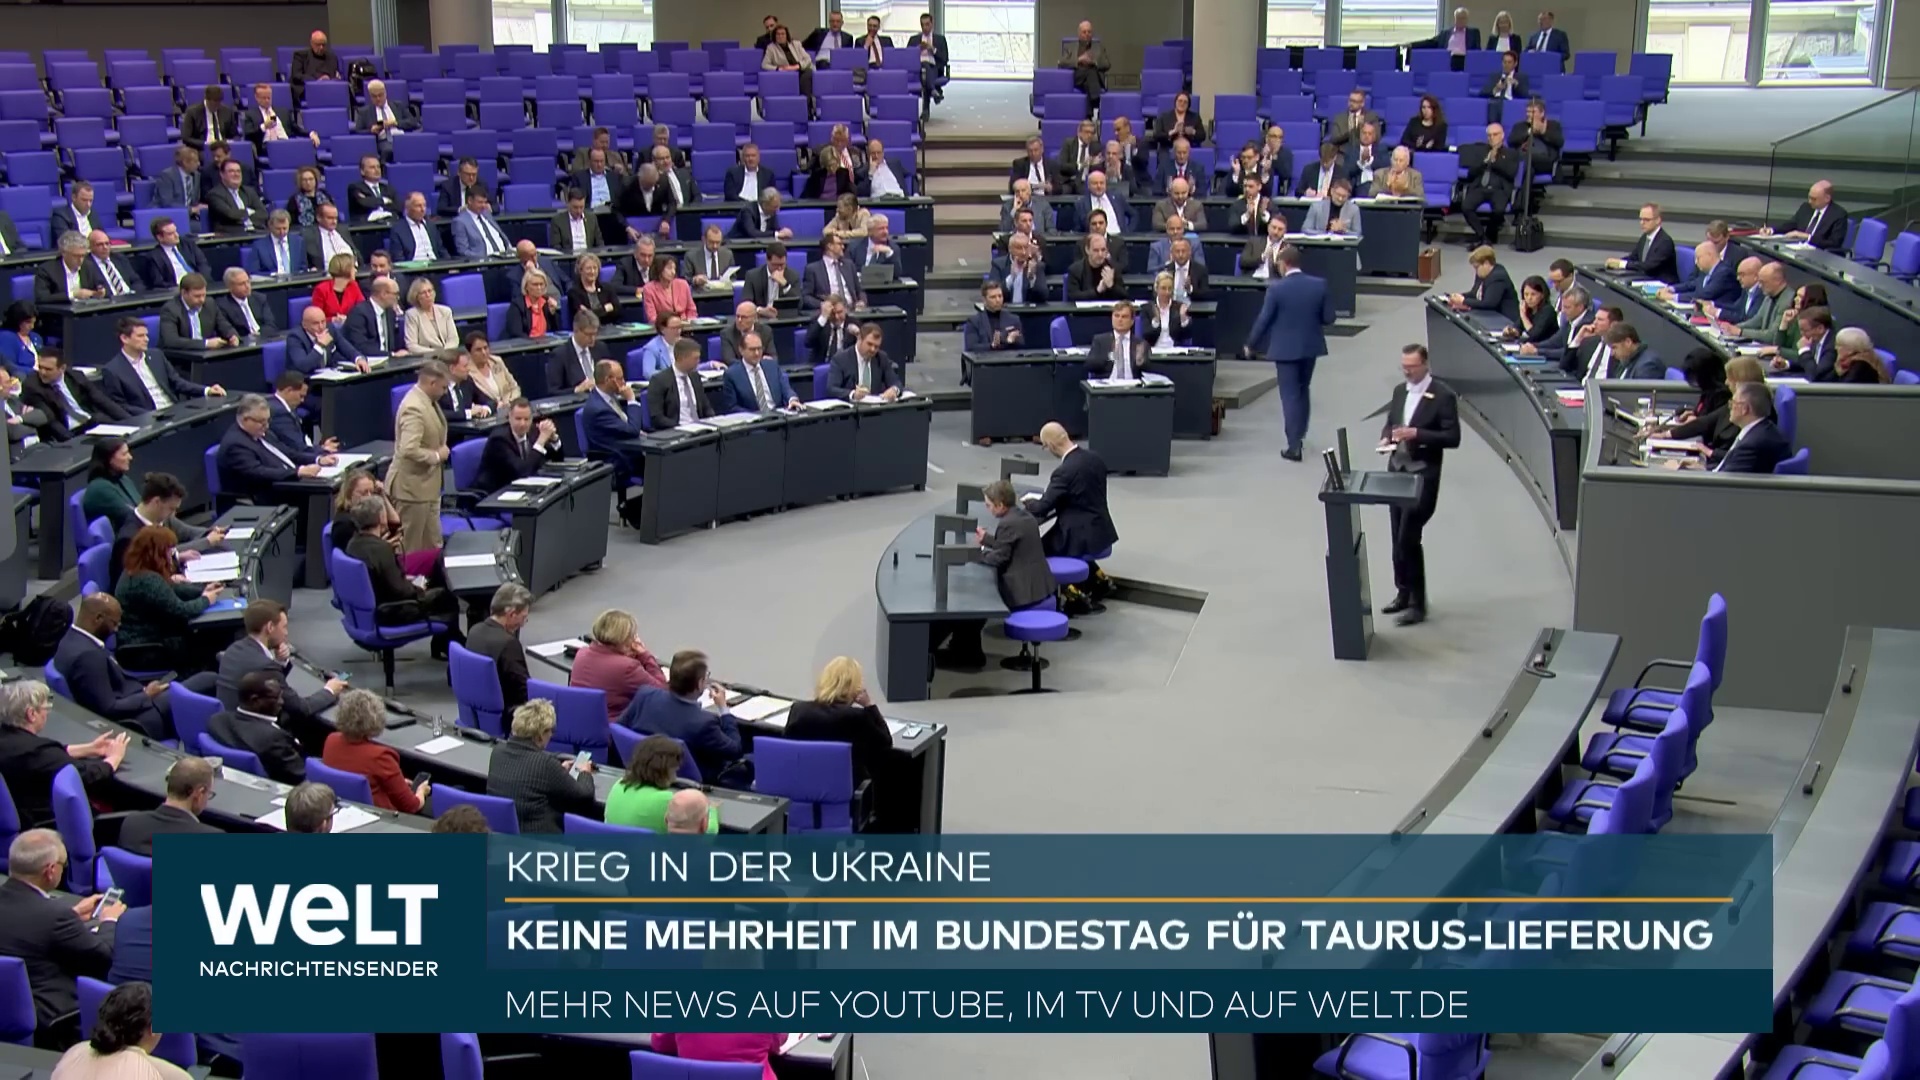 KRIEG IN DER UKRAINE
WELT
KEINE MEHRHEIT IM BUNDESTAG FÜR TAURUS-LIEFERUNG
NACHRICHTENSENDER
MEHR NEWS AUF YOUTUBE, IM TV UND AUF WELT.DE